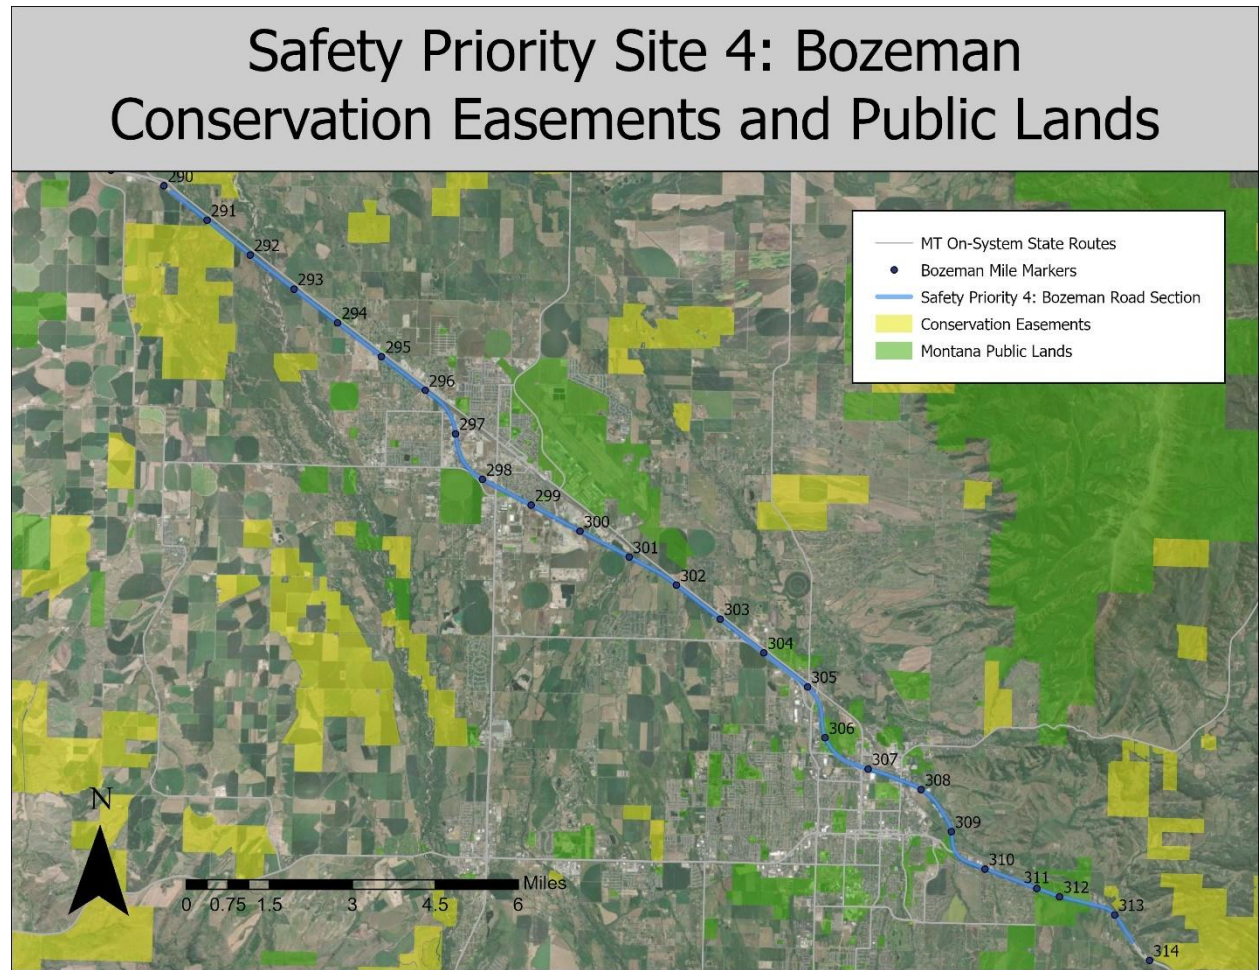 Safety Priority Site 4: Bozeman
Conservation Easements and Public Lands
MT On-System State Routes
Bozeman Mile Markers
Safety Priority 4: Bozeman Road Section
Conservation Easements
Montana Public Lands
290
291
292
293
294
295
296
297
298
299
300
301
302
303
304
305
306
307
308
309
310
311
312
313
314
N
Miles
0 0.75 1.5 3 4.5 6